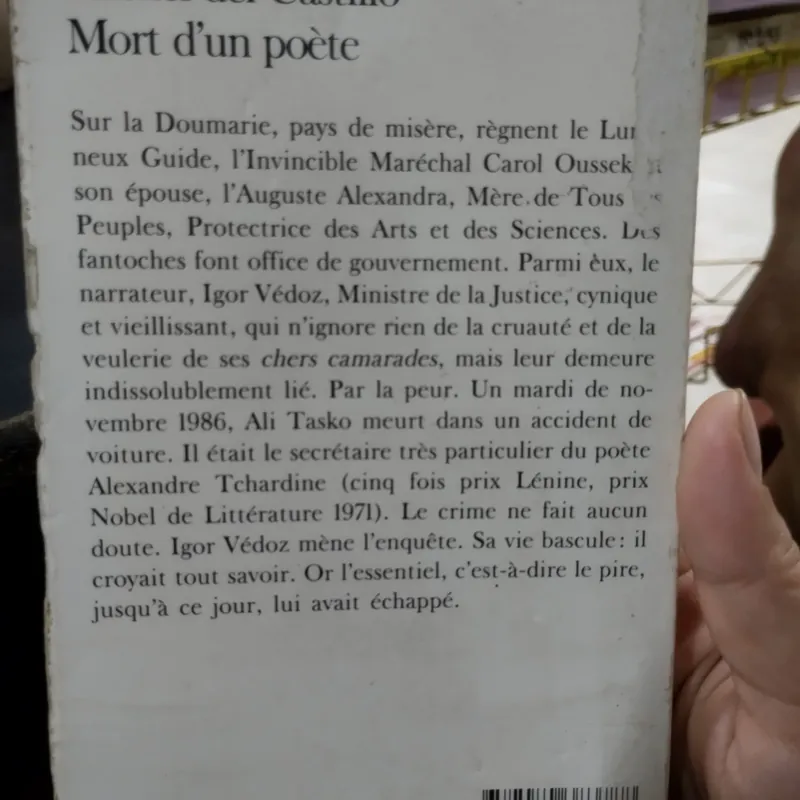 del Castillo
Mort d'un poète
Sur la Doumarie, pays de misère, règnent le
neux Guide, l'Invincible Maréchal Carol Oussek
son épouse, l'Auguste Alexandra, Mère de Tous
Peuples, Protectrice des Arts et des Sciences. Des
fantoches font office de gouvernement. Parmi eux, le
narrateur, Igor Védoz, Ministre de la Justice, cynique
et vieillissant, qui n'ignore rien de la cruauté et de la
veulerie de ses chers camarades, mais leur demeure
indissolublement lié. Par la peur. Un mardi de no-
vembre 1986, Ali Tasko meurt dans un accident de
voiture. Il était le secrétaire très particulier du poète
Alexandre Tchardine (cinq fois prix Lénine, prix
Nobel de Littérature 1971). Le crime ne fait aucun
doute. Igor Védoz mène l'enquête. Sa vie bascule : il
croyait tout savoir. Or l'essentiel, c'est-à-dire le pire,
jusqu'à ce jour, lui avait échappé.